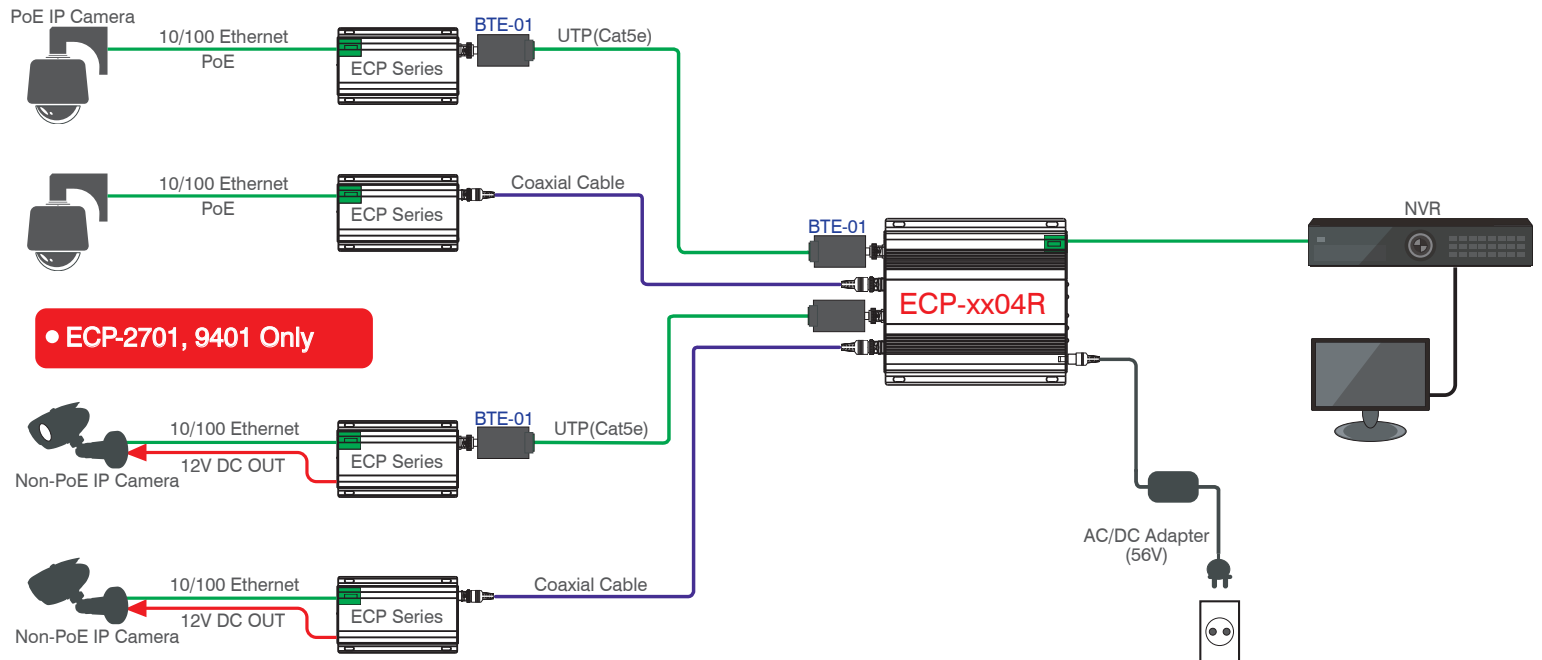 PoE IP Camera
10/100 Ethernet
PoE
ECP Series
BTE-01
UTP(Cat5e)
10/100 Ethernet
PoE
ECP Series
Coaxial Cable
BTE-01
ECP-xx04R
NVR
• ECP-2701, 9401 Only
10/100 Ethernet
12V DC OUT
Non-PoE IP Camera
ECP Series
BTE-01
UTP(Cat5e)
AC/DC Adapter
(56V)
10/100 Ethernet
12V DC OUT
Non-PoE IP Camera
ECP Series
Coaxial Cable